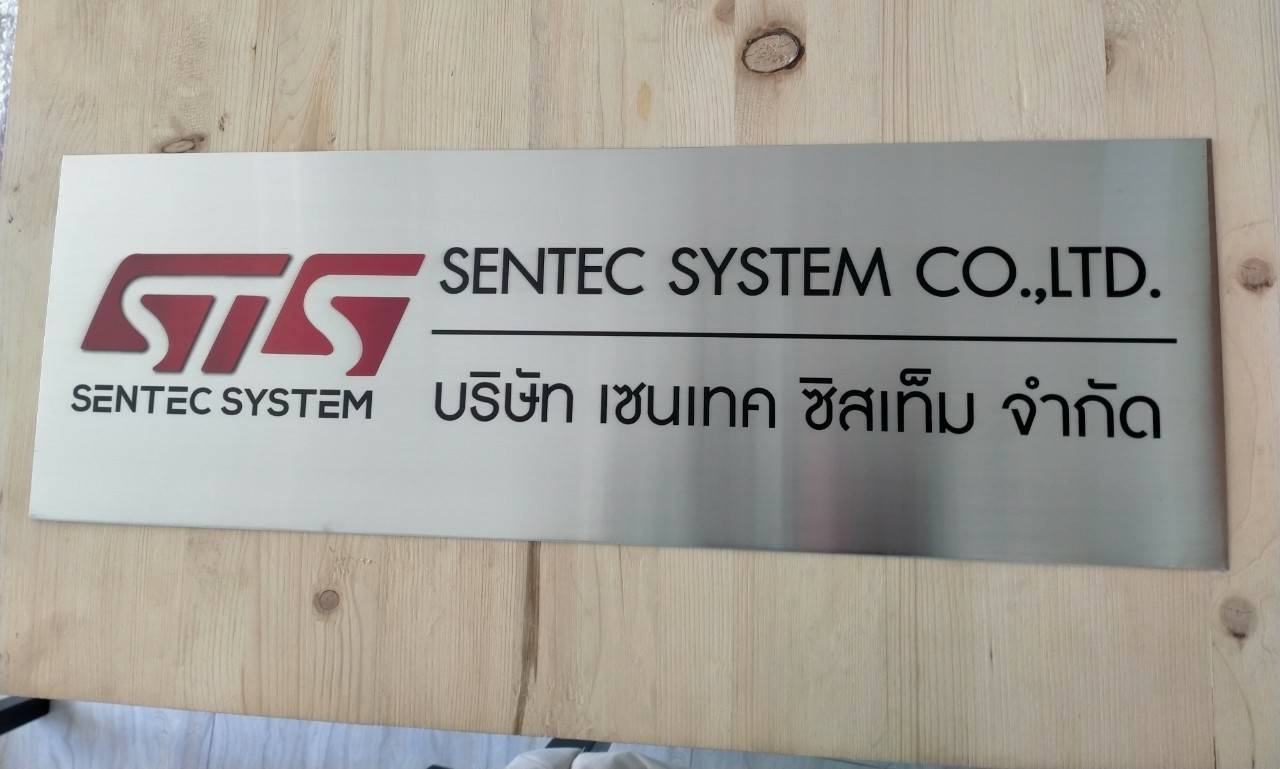 STS
SENTEC SYSTEM
SENTEC SYSTEM CO.,LTD.
บริษัท เซนเทค ซิสเท็ม จำกัด